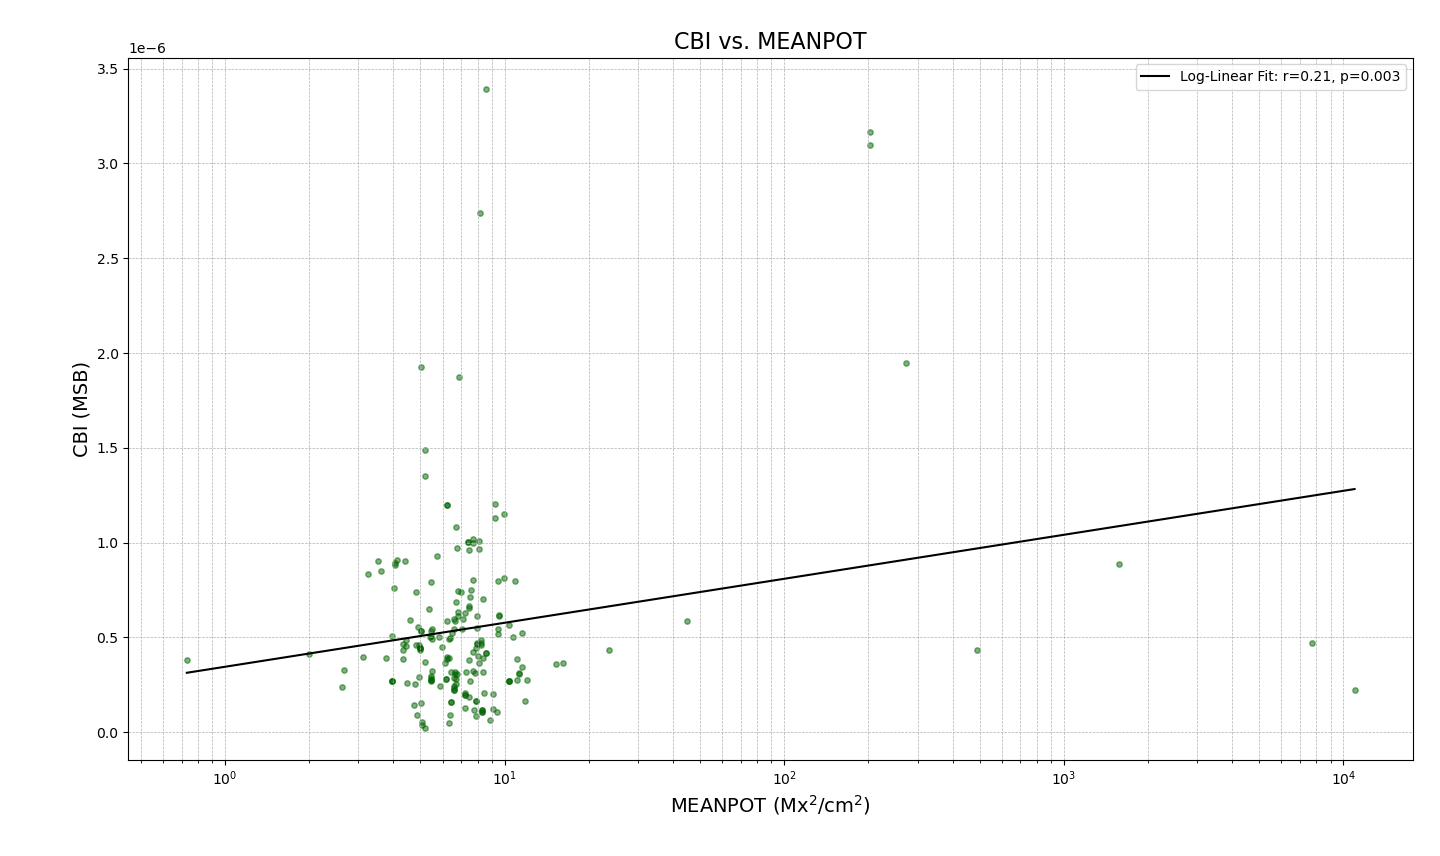 CBI vs. MEANPOT
1e−6
Log-Linear Fit: r=0.21, p=0.003
3.5
3.0
2.5
2.0
1.5
1.0
0.5
0.0
CBI (MSB)
10⁰ 10¹ 10² 10³ 10⁴
MEANPOT (Mx²/cm²)